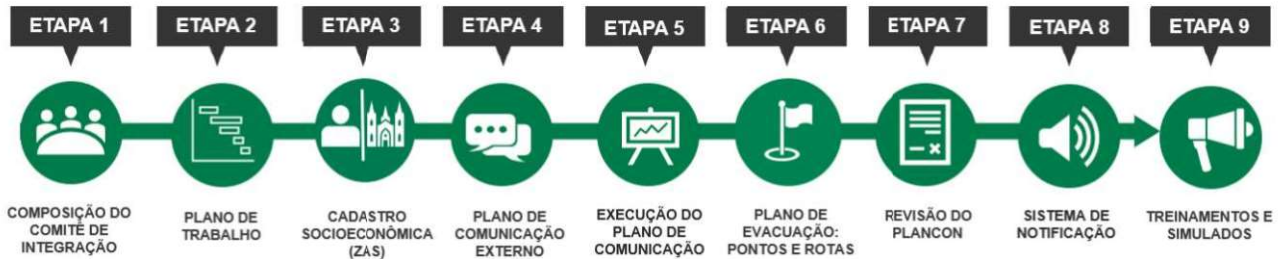 ETAPA 1
ETAPA 2
ETAPA 3
ETAPA 4
ETAPA 5
ETAPA 6
ETAPA 7
ETAPA 8
ETAPA 9
COMPOSIÇÃO DO
COMITÊ DE
INTEGRAÇÃO
PLANO DE
TRABALHO
CADASTRO
SOCIOECONÔMICA
(ZAS)
PLANO DE
COMUNICAÇÃO
EXTERNO
EXECUÇÃO DO
PLANO DE
COMUNICAÇÃO
PLANO DE
EVACUAÇÃO:
PONTOS E ROTAS
REVISÃO DO
PLANCON
SISTEMA DE
NOTIFICAÇÃO
TREINAMENTOS E
SIMULADOS